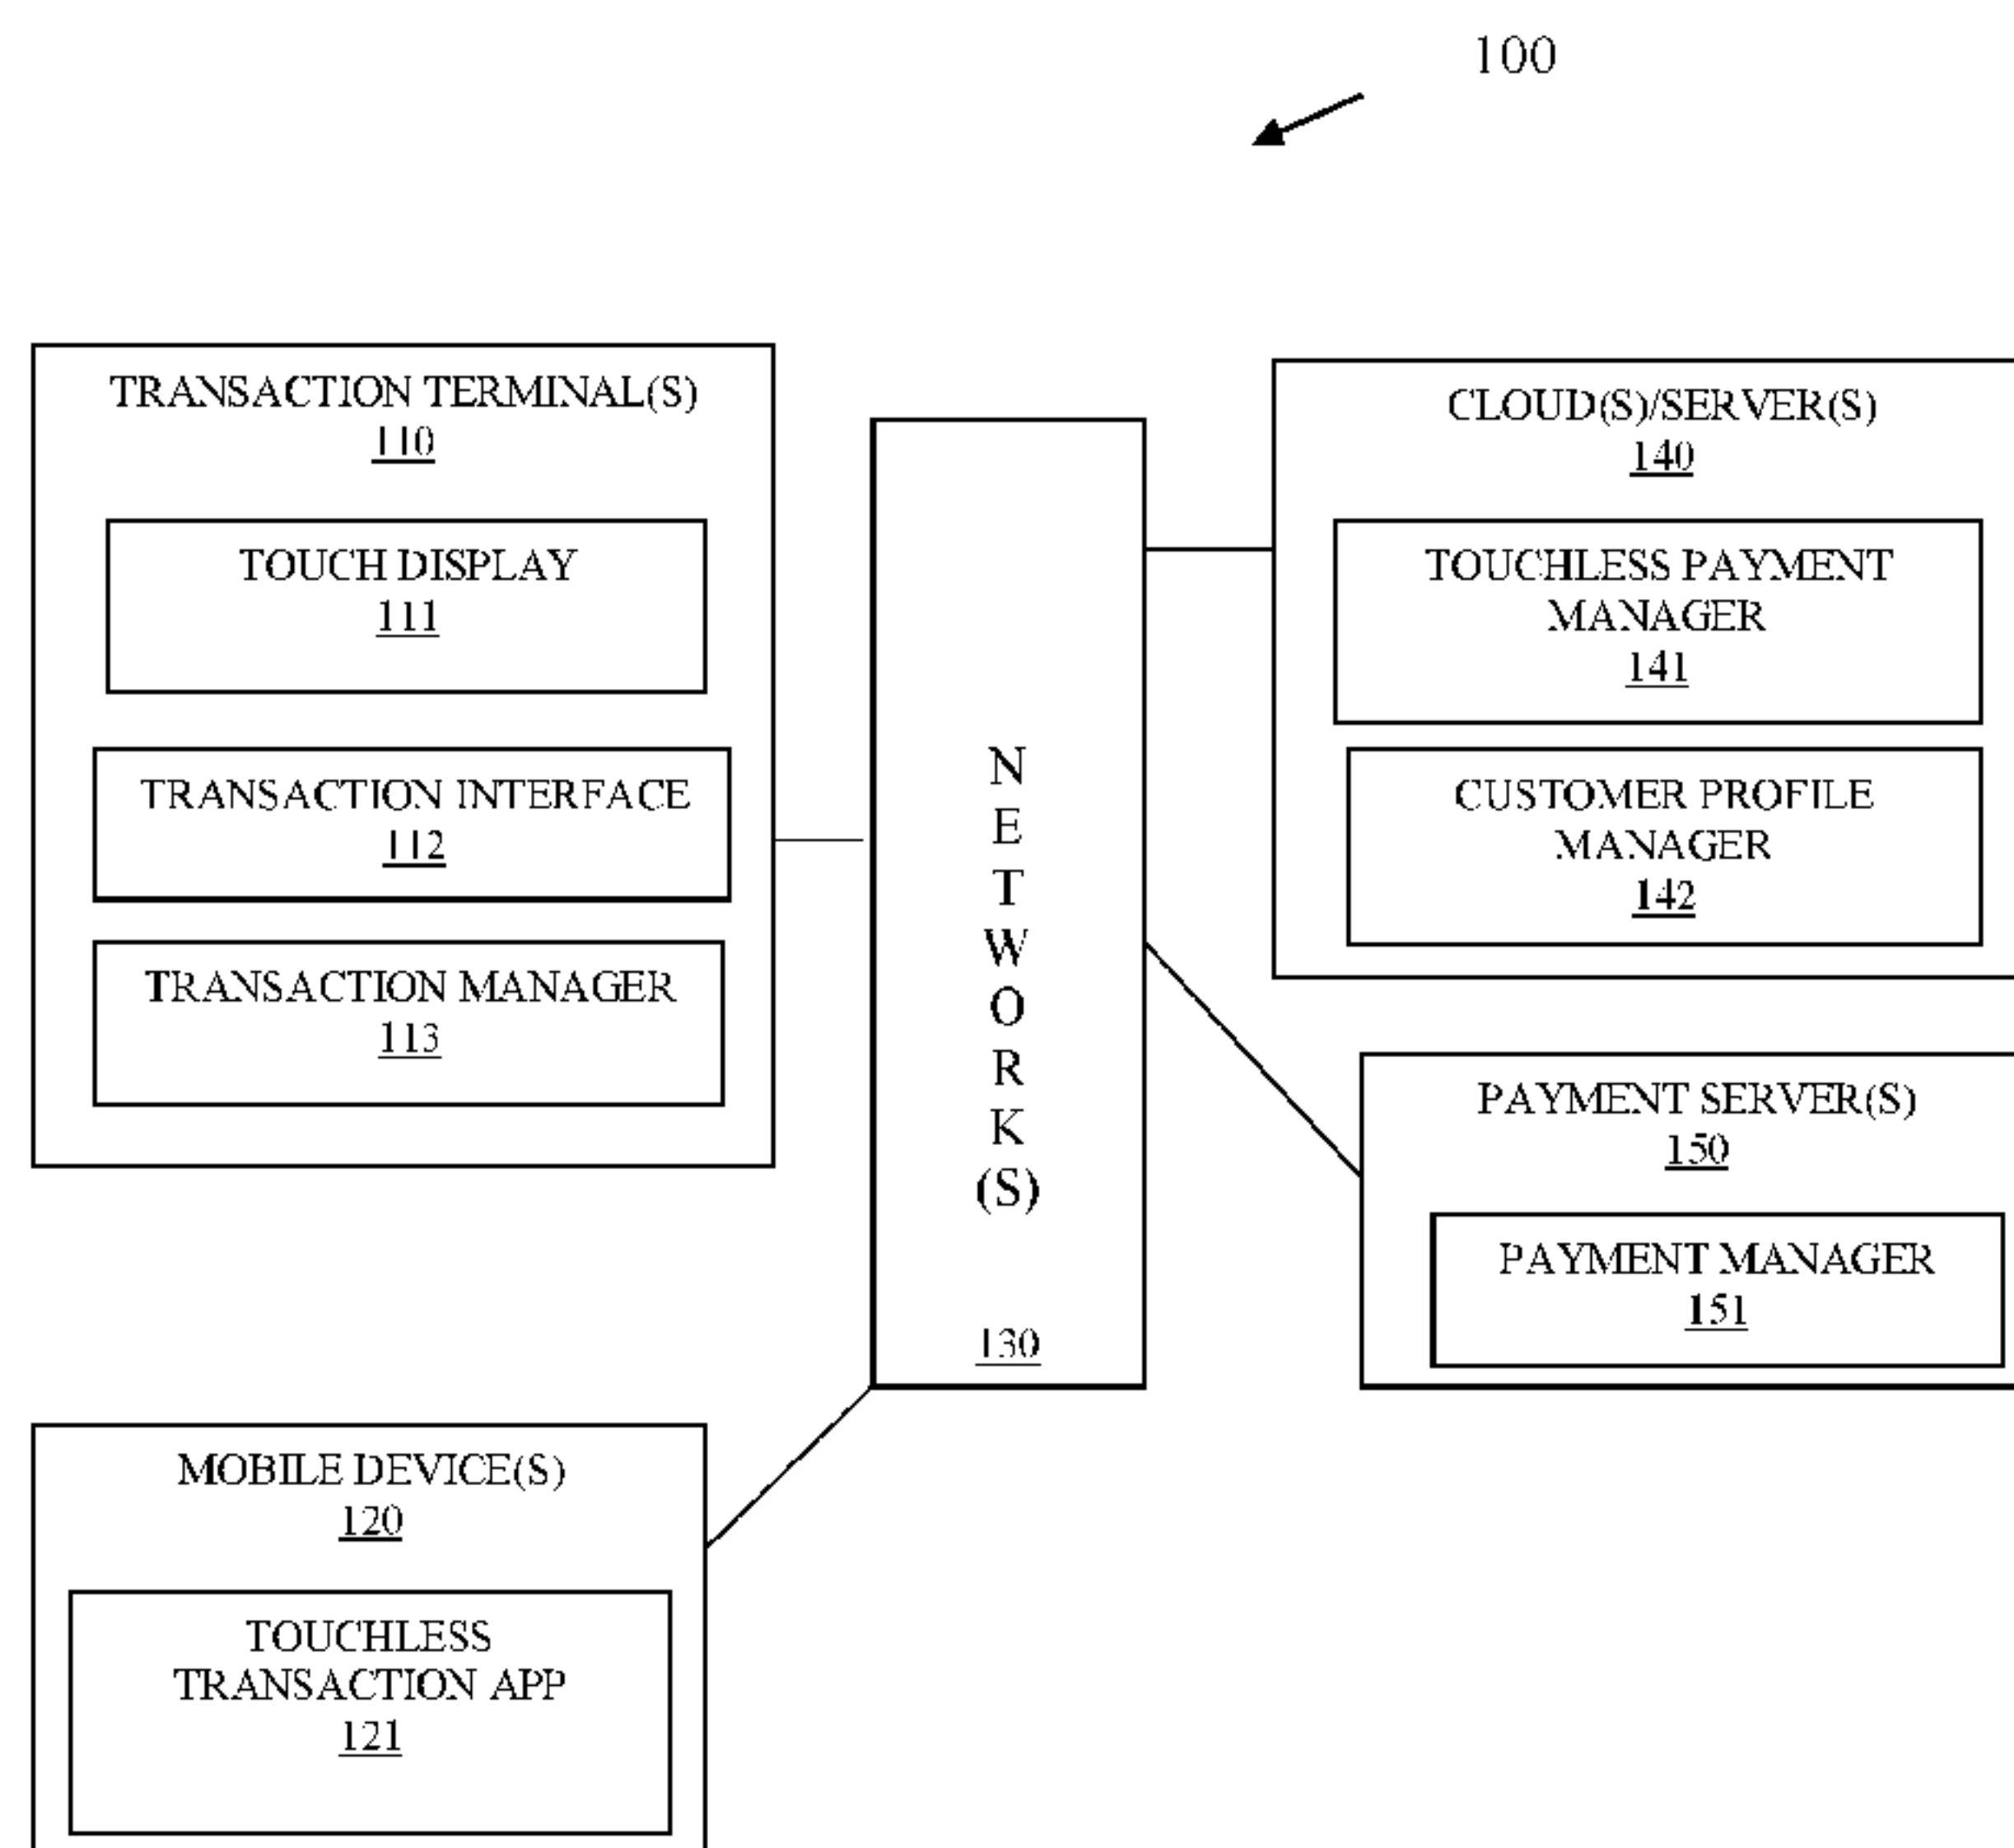 100
TRANSACTION TERMINAL(S)
110
TOUCH DISPLAY
111
TRANSACTION INTERFACE
112
TRANSACTION MANAGER
113
MOBILE DEVICE(S)
120
TOUCHLESS
TRANSACTION APP
121
N
E
T
W
O
R
K
(S)
130
CLOUD(S)/SERVER(S)
140
TOUCHLESS PAYMENT
MANAGER
141
CUSTOMER PROFILE
MANAGER
142
PAYMENT SERVER(S)
150
PAYMENT MANAGER
151